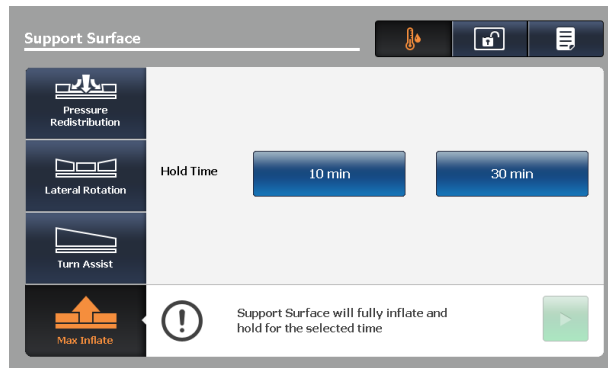 Support Surface
Pressure
Redistribution
Lateral Rotation
Turn Assist
Max Inflate
Hold Time
10 min
30 min
Support Surface will fully inflate and
hold for the selected time